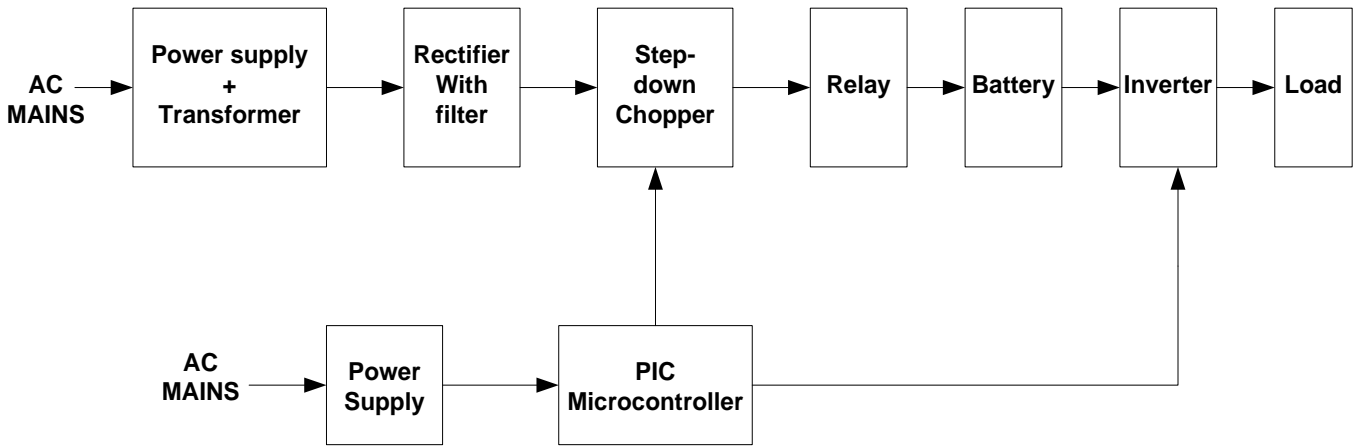 AC
MAINS
Power supply
+
Transformer
Rectifier
With
filter
Step-
down
Chopper
Relay
Battery
Inverter
Load
AC
MAINS
Power
Supply
PIC
Microcontroller